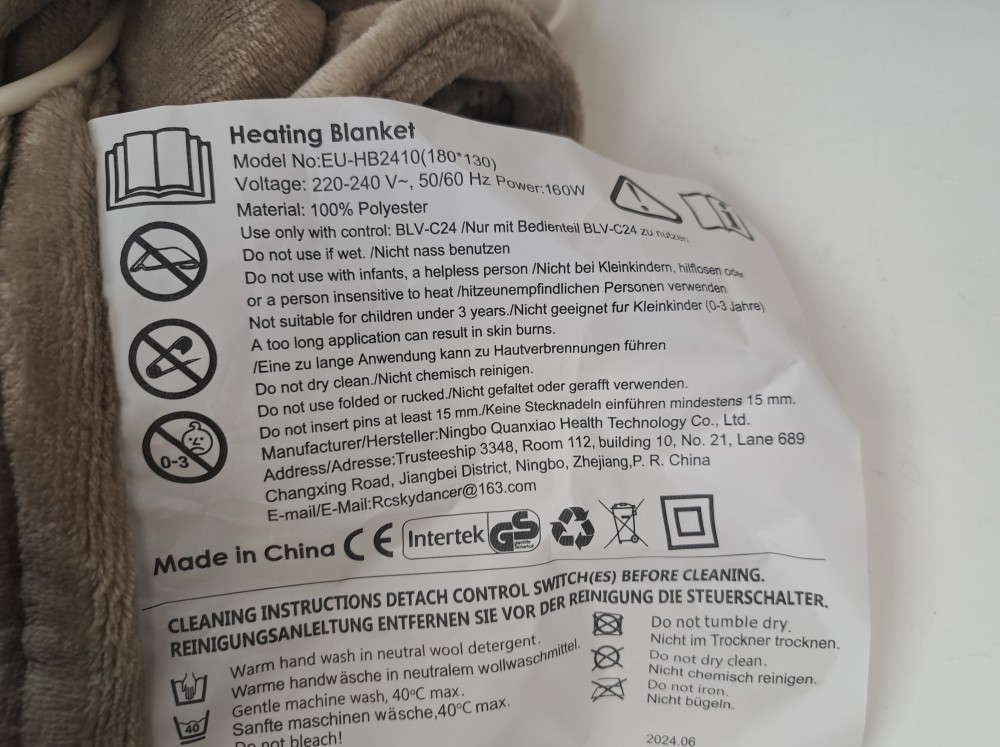 Heating Blanket
Model No:EU-HB2410(180*130)
Voltage: 220-240 V~, 50/60 Hz Power:160W
Material: 100% Polyester
Use only with control: BLV-C24 /Nur mit Bedienteil BLV-C24 zu nutzen
Do not use if wet. /Nicht nass benutzen
Do not use with infants, a helpless person /Nicht bei Kleinkindern, hilflosen oder
or a person insensitive to heat /hitzeunempfindlichen Personen verwenden
Not suitable for children under 3 years./Nicht geeignet fur Kleinkinder (0-3 Jahre)
A too long application can result in skin burns.
/Eine zu lange Anwendung kann zu Hautverbrennungen führen
Do not dry clean./Nicht chemisch reinigen.
Do not use folded or rucked./Nicht gefaltet oder gerafft verwenden.
Do not insert pins at least 15 mm./Keine Stecknadeln einführen mindestens 15 mm.
Manufacturer/Hersteller:Ningbo Quanxiao Health Technology Co., Ltd.
Address/Adresse:Trusteeship 3348, Room 112, building 10, No. 21, Lane 689
Changxing Road, Jiangbei District, Ningbo, Zhejiang,P. R. China
E-mail/E-Mail:Rcskydancer@163.com
0-3
Made in China CE Intertek GS
geprüfte Sicherheit
CLEANING INSTRUCTIONS DETACH CONTROL SWITCH(ES) BEFORE CLEANING.
REINIGUNGSANLELTUNG ENTFERNEN SIE VOR DER REINIGUNG DIE STEUERSCHALTER.
Warm hand wash in neutral wool detergent.
Warme handwäsche in neutralem wollwaschmittel.
Gentle machine wash, 40°C max.
40
Sanfte maschinen wäsche,40°C max.
Do not bleach!
Do not tumble dry.
Nicht im Trockner trocknen.
Do not dry clean.
Nicht chemisch reinigen.
Do not iron.
Nicht bügeln.
2024.06